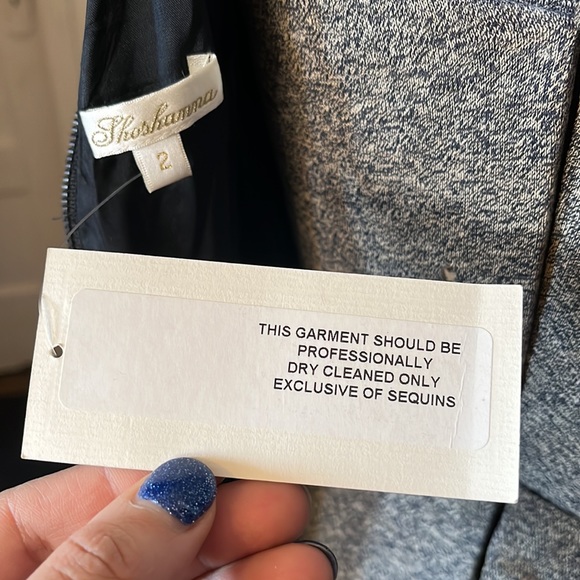 Shoshanna
2
THIS GARMENT SHOULD BE
PROFESSIONALLY
DRY CLEANED ONLY
EXCLUSIVE OF SEQUINS